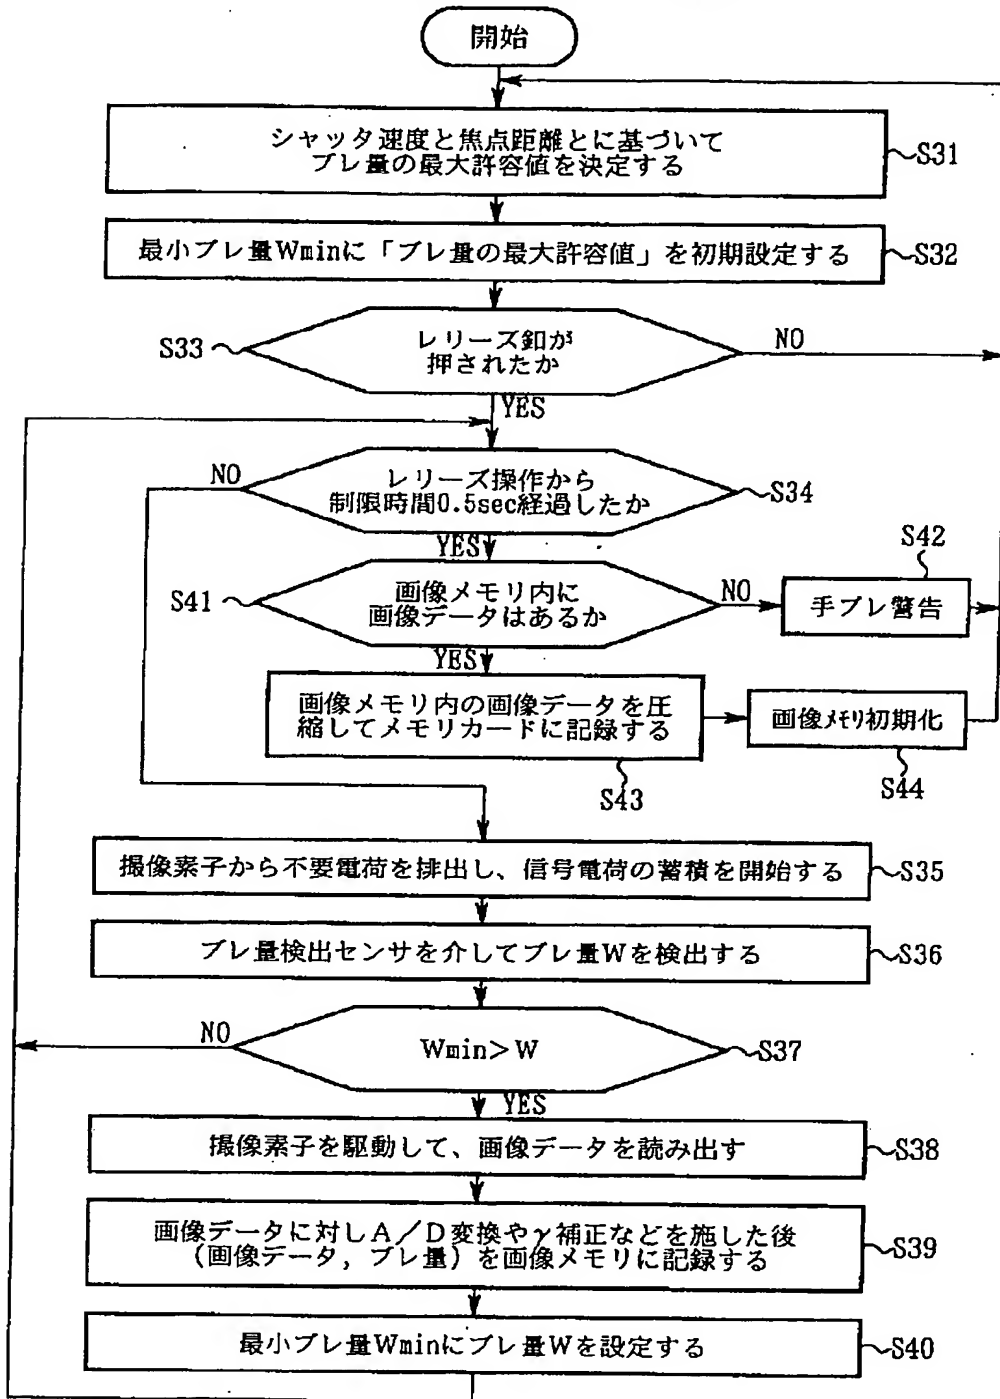 開始
シャッタ速度と焦点距離とに基づいて
ブレ量の最大許容値を決定する
S31
最小ブレ量Wminに「ブレ量の最大許容値」を初期設定する
S32
S33
レリーズ釦が
押されたか
NO
YES
NO
レリーズ操作から
制限時間0.5sec経過したか
S34
YES
S42
S41
画像メモリ内に
画像データはあるか
NO
手ブレ警告
YES
画像メモリ内の画像データを圧
縮してメモリカードに記録する
画像メモリ初期化
S43
S44
撮像素子から不要電荷を排出し、信号電荷の蓄積を開始する
S35
ブレ量検出センサを介してブレ量Wを検出する
S36
NO
Wmin>W
S37
YES
撮像素子を駆動して、画像データを読み出す
S38
画像データに対しA/D変換やγ補正などを施した後
(画像データ,ブレ量)を画像メモリに記録する
S39
最小ブレ量Wminにブレ量Wを設定する
S40